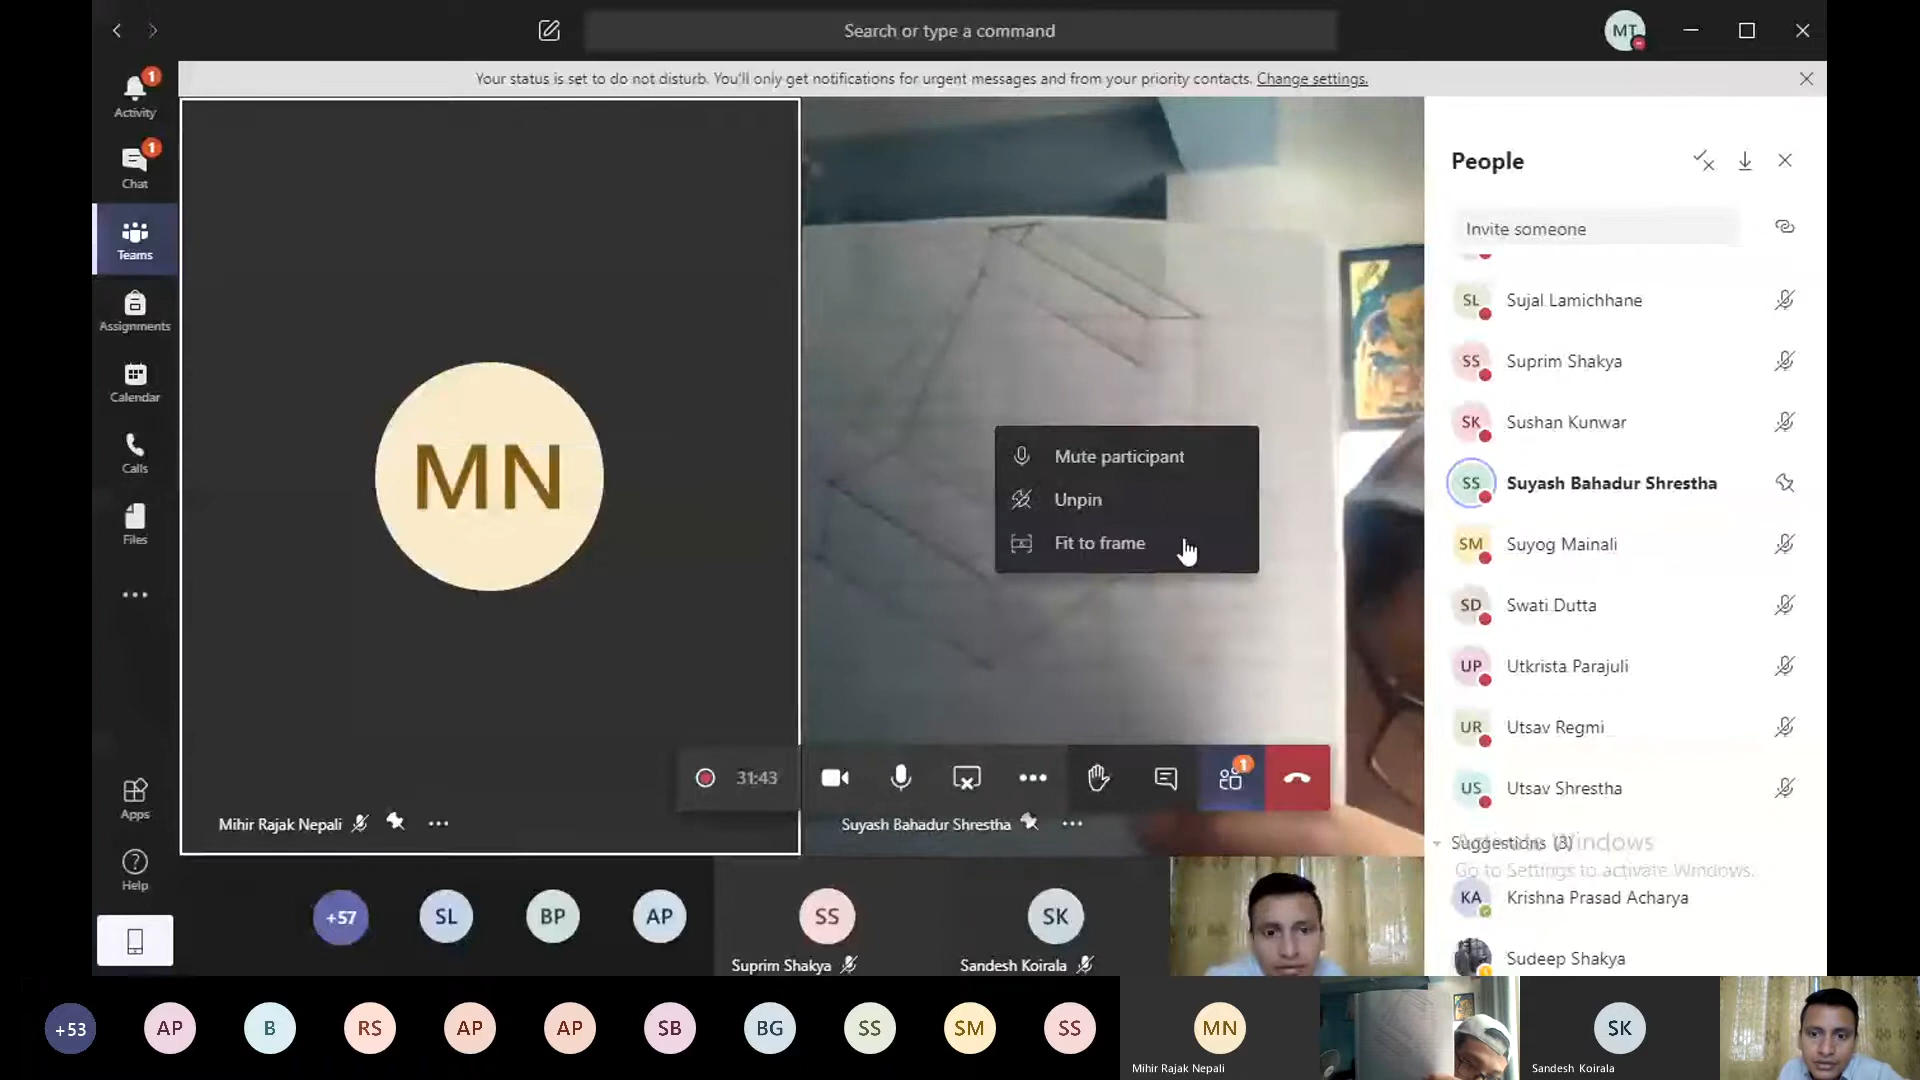 Search or type a command
MT
Your status is set to do not disturb. You'll only get notifications for urgent messages and from your priority contacts. Change settings.
1
Activity
1
Chat
Teams
Assignments
Calendar
Calls
Files
Apps
Help
MN
Mihir Rajak Nepali
Mute participant
Unpin
Fit to frame
31:43
1
Suyash Bahadur Shrestha
People
Invite someone
SL Sujal Lamichhane
SS Suprim Shakya
SK Sushan Kunwar
SS Suyash Bahadur Shrestha
SM Suyog Mainali
SD Swati Dutta
UP Utkrista Parajuli
UR Utsav Regmi
US Utsav Shrestha
Suggestions (3)
Activate Windows
Go to Settings to activate Windows.
KA Krishna Prasad Acharya
Sudeep Shakya
+57
SL
BP
AP
SS
Suprim Shakya
SK
Sandesh Koirala
+53
AP
B
RS
AP
AP
SB
BG
SS
SM
SS
MN
Mihir Rajak Nepali
SK
Sandesh Koirala